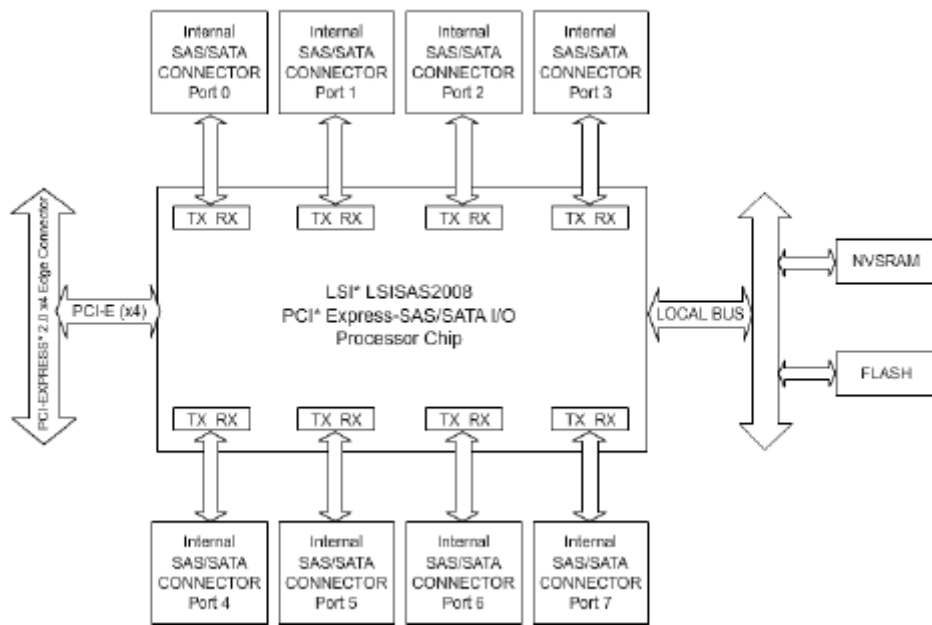 Internal
SAS/SATA
CONNECTOR
Port 0
Internal
SAS/SATA
CONNECTOR
Port 1
Internal
SAS/SATA
CONNECTOR
Port 2
Internal
SAS/SATA
CONNECTOR
Port 3
TX RX
TX RX
TX RX
TX RX
PCI-EXPRESS* 2.0 x4 Edge Connector
PCI-E (x4)
LSI* LSISAS2008
PCI* Express-SAS/SATA I/O
Processor Chip
LOCAL BUS
NVSRAM
FLASH
TX RX
TX RX
TX RX
TX RX
Internal
SAS/SATA
CONNECTOR
Port 4
Internal
SAS/SATA
CONNECTOR
Port 5
Internal
SAS/SATA
CONNECTOR
Port 6
Internal
SAS/SATA
CONNECTOR
Port 7